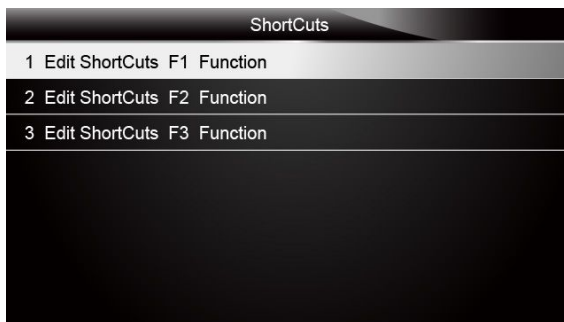 ShortCuts
1 Edit ShortCuts F1 Function
2 Edit ShortCuts F2 Function
3 Edit ShortCuts F3 Function